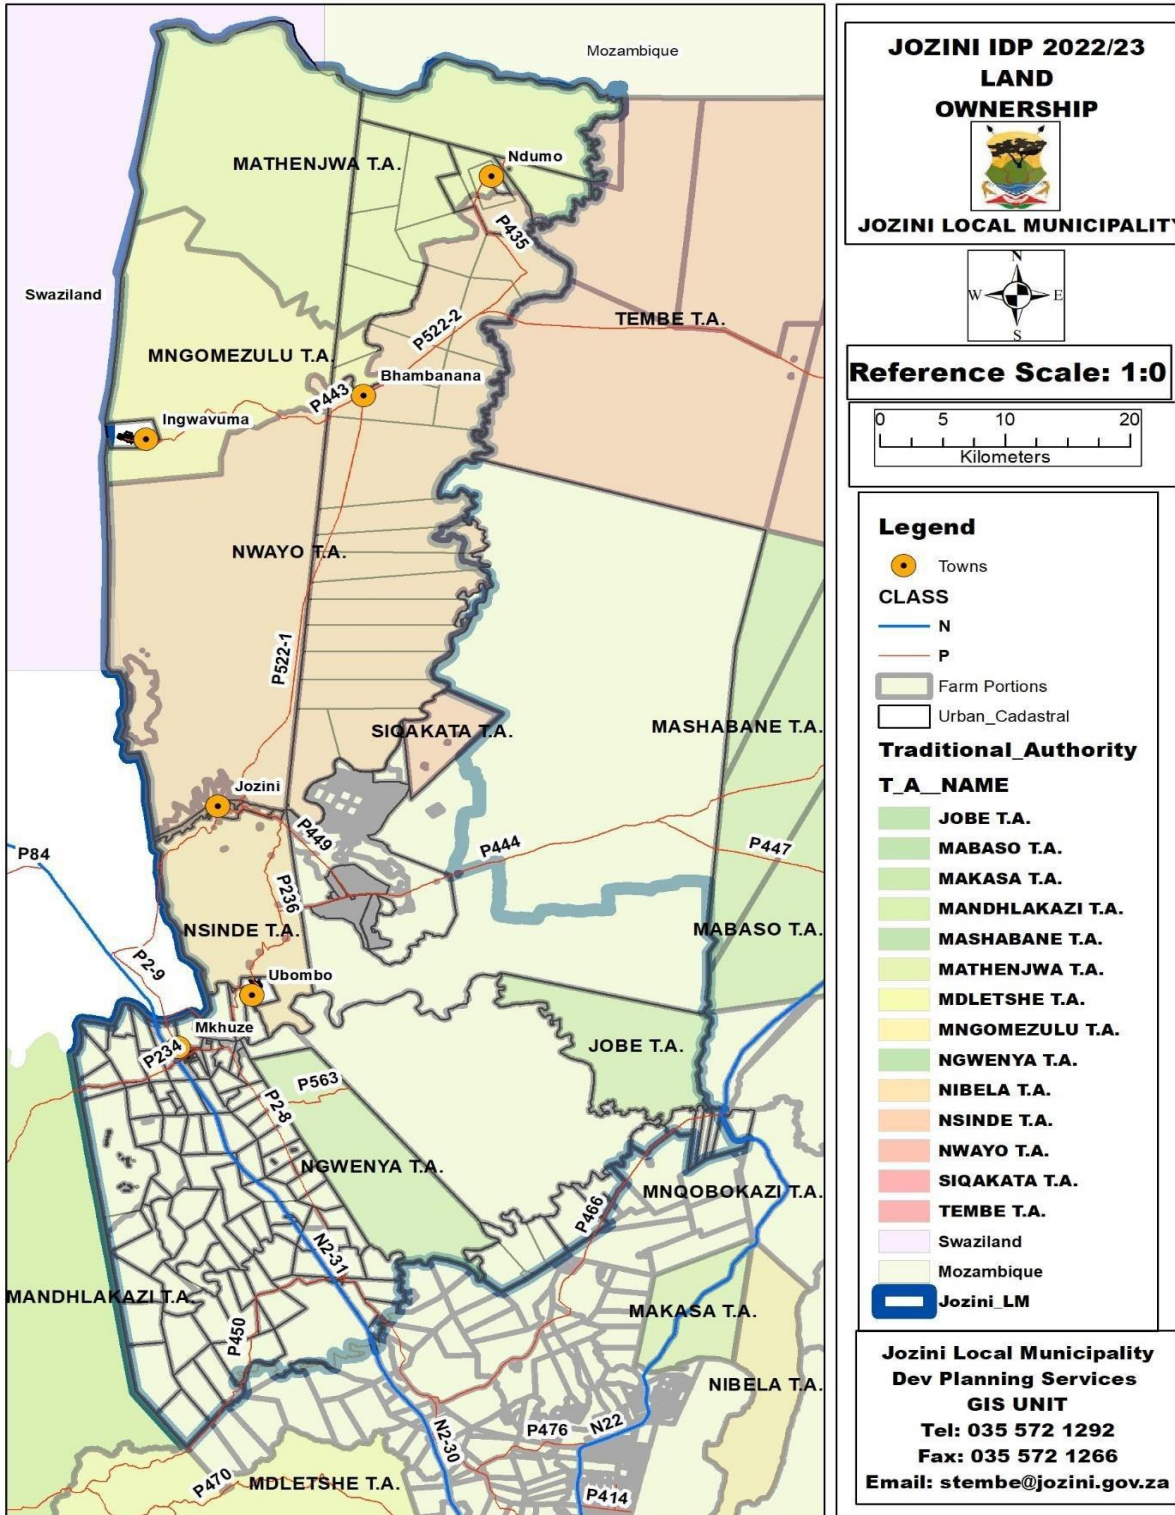 Mozambique
Ndumo
MATHENJWA T.A.
P435
Swaziland
TEMBE T.A.
P522-2
MNGOMEZULU T.A.
Bhambanana
P443
Ingwavuma
NWAYO T.A.
P522-1
SIQAKATA T.A.
MASHABANE T.A.
Jozini
P449
P444
P447
P84
P236
NSINDE T.A.
MABASO T.A.
P2-9
Ubombo
Mkhuze
P234
JOBE T.A.
P563
P2-8
NGWENYA T.A.
MNQOBOKAZI T.A.
P466
N2-31
MANDHLAKAZI T.A.
MAKASA T.A.
P450
NIBELA T.A.
N2-30
P476
N22
P470
MDLETSHE T.A.
P414
JOZINI IDP 2022/23
LAND
OWNERSHIP
JOZINI LOCAL MUNICIPALITY
N
W E
S
Reference Scale: 1:0
0 5 10 20
Kilometers
Legend
Towns
CLASS
N
P
Farm Portions
Urban_Cadastral
Traditional_Authority
T_A__NAME
JOBE T.A.
MABASO T.A.
MAKASA T.A.
MANDHLAKAZI T.A.
MASHABANE T.A.
MATHENJWA T.A.
MDLETSHE T.A.
MNGOMEZULU T.A.
NGWENYA T.A.
NIBELA T.A.
NSINDE T.A.
NWAYO T.A.
SIQAKATA T.A.
TEMBE T.A.
Swaziland
Mozambique
Jozini_LM
Jozini Local Municipality
Dev Planning Services
GIS UNIT
Tel: 035 572 1292
Fax: 035 572 1266
Email: stembe@jozini.gov.za